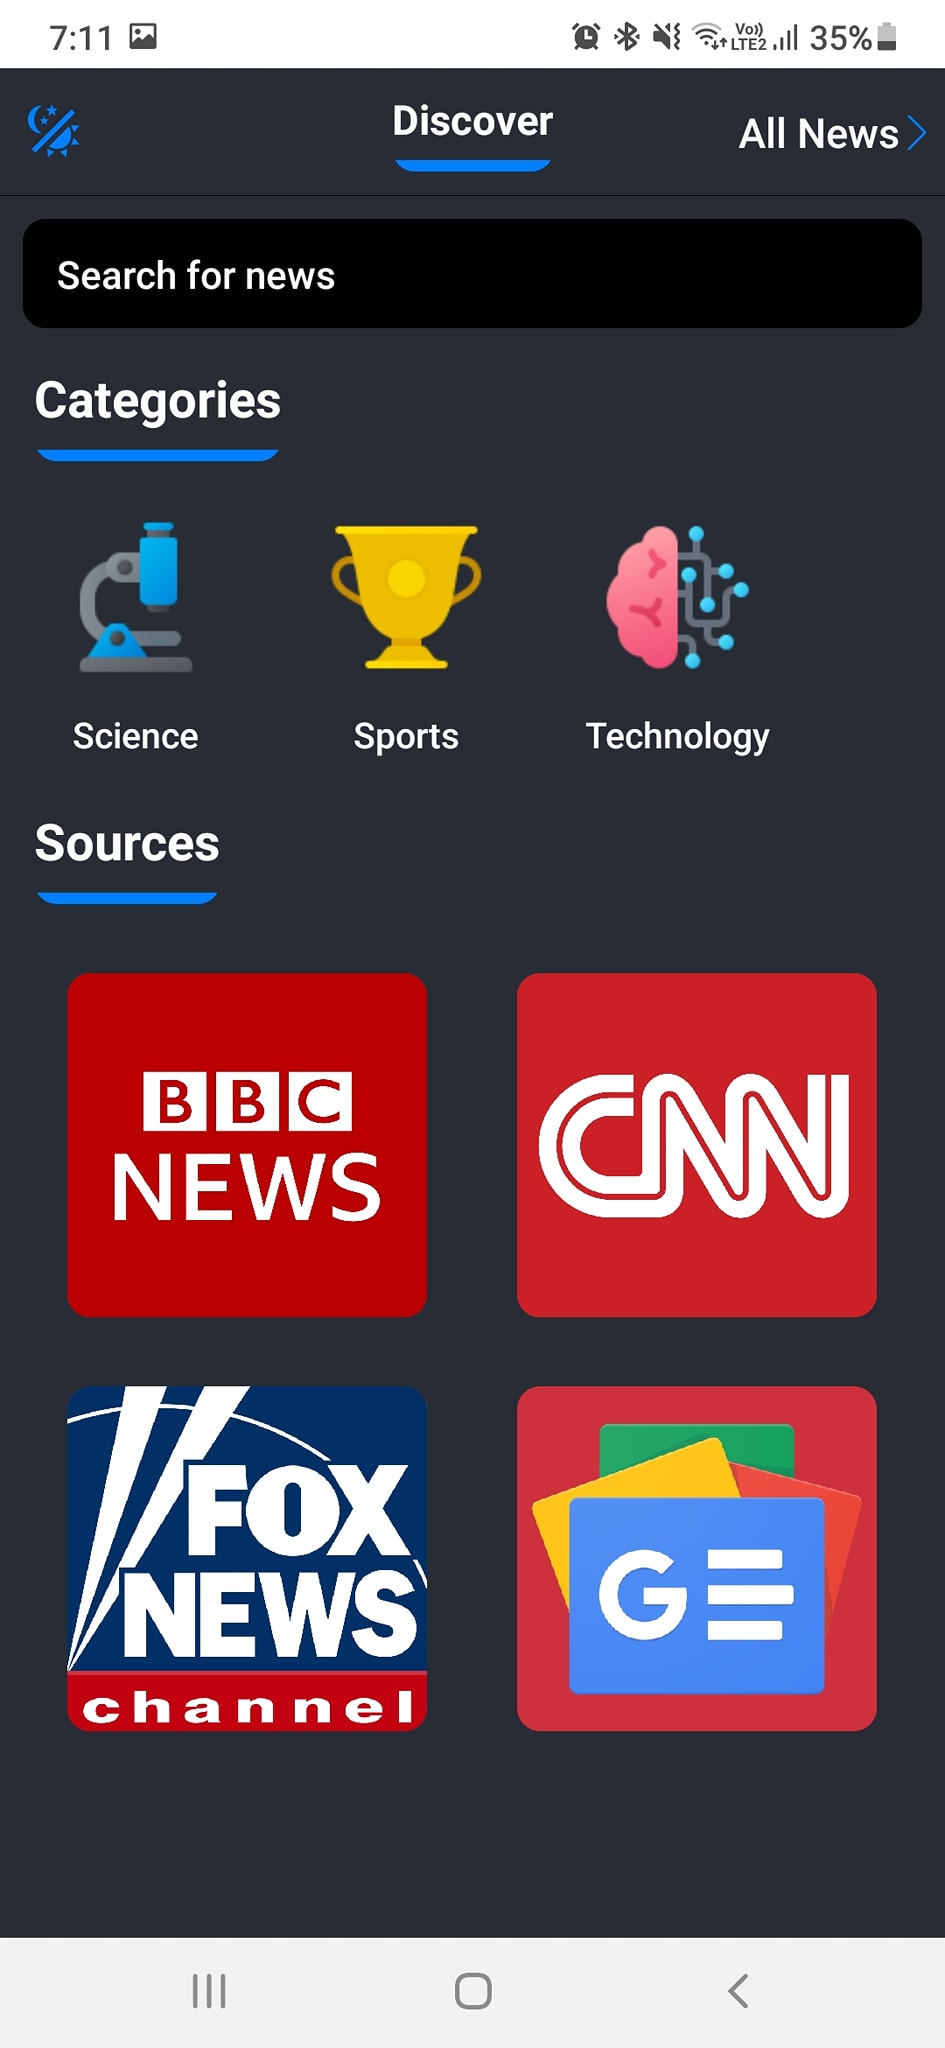 7:11
Vo))
LTE2
35%
Discover
All News
Search for news
Categories
Science
Sports
Technology
Sources
BBC
NEWS
CNN
FOX
NEWS
channel
G